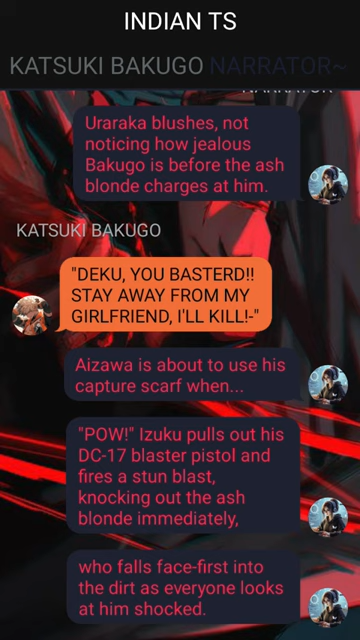 INDIAN TS
KATSUKI BAKUGO NARRATOR~
NARRATOR
Uraraka blushes, not
noticing how jealous
Bakugo is before the ash
blonde charges at him.
KATSUKI BAKUGO
"DEKU, YOU BASTERD!!
STAY AWAY FROM MY
GIRLFRIEND, I'LL KILL!-"
Aizawa is about to use his
capture scarf when...
"POW!" Izuku pulls out his
DC-17 blaster pistol and
fires a stun blast,
knocking out the ash
blonde immediately,
who falls face-first into
the dirt as everyone looks
at him shocked.